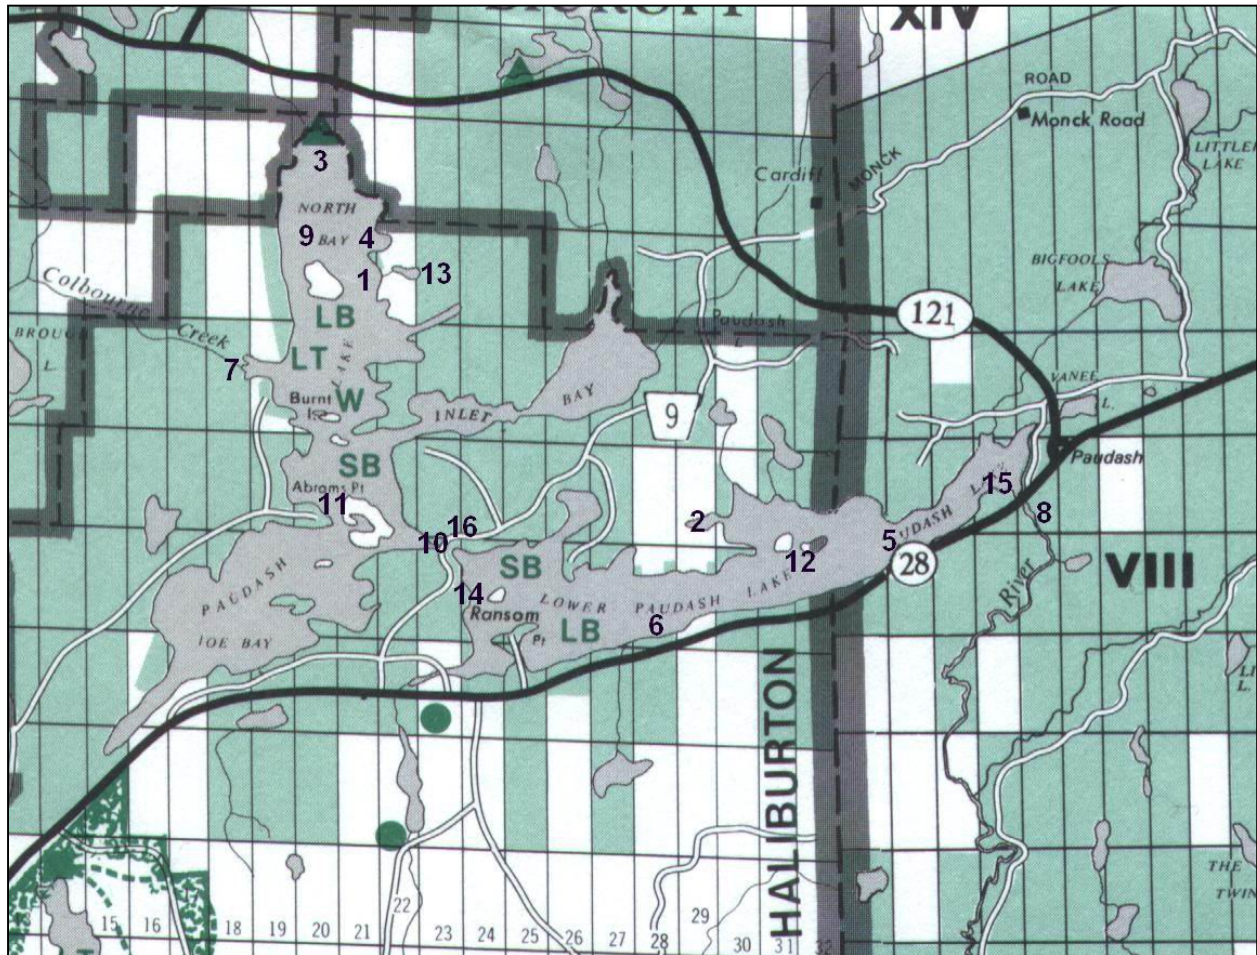 XIV
ROAD
Monck Road
LITTLE
LAKE
3
Cardiff
MONCK
NORTH
9 BAY 4
1
13
Colbourne
Creek
BIGFOOLS
LAKE
LB
Paudash
L.
121
BROUGH
L.
LT
LAKE
7
Burnt
Is.
W
INLET
BAY
9
VANEE
L.
Paudash
SB
Abrams Pt
11
16
10
2
PAUDASH LAKE
15
8
5
28
12
VIII
River
PAUDASH
JOE BAY
SB
14
LOWER PAUDASH LAKE
Ransom
Pt
LB
6
HALIBURTON
THE
TWIN
15 16 18 19 20 21 22 23 24 25 26 27 28 29 30 31 32